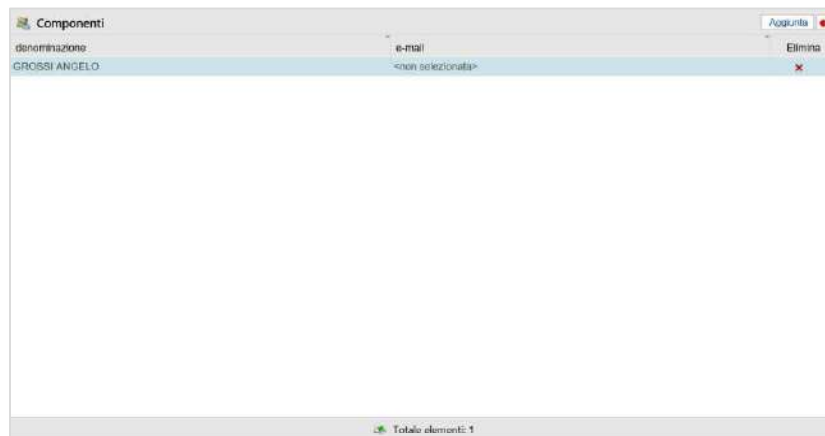 Componenti Aggiunta
denominazione e-mail Elimina
GROSSI ANGELO <non selezionata>
Totale elementi: 1